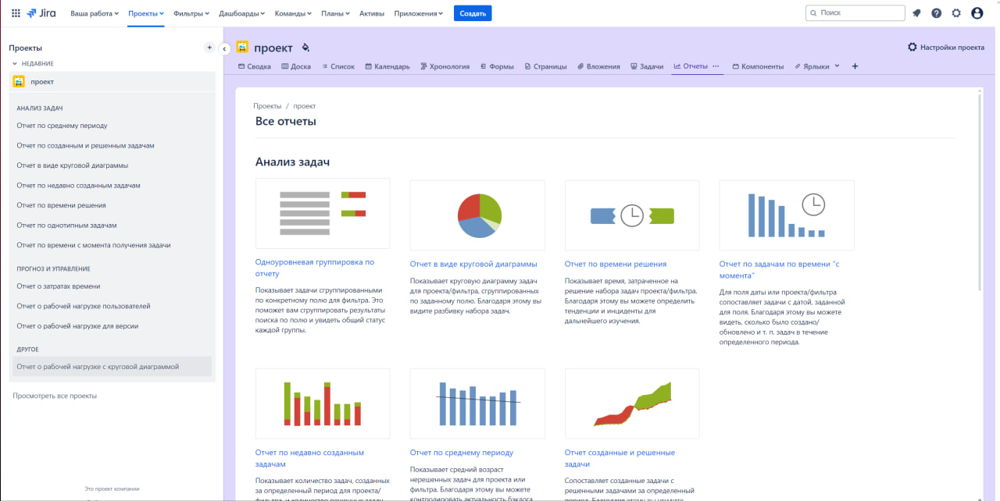 Jira Ваша работа Проекты Фильтры Дашборды Команды Планы Активы Приложения Создать Поиск
Проекты
НЕДАВНИЕ
проект
АНАЛИЗ ЗАДАЧ
Отчет по среднему периоду
Отчет по созданным и решенным задачам
Отчет в виде круговой диаграммы
Отчет по недавно созданным задачам
Отчет по времени решения
Отчет по однотипным задачам
Отчет по времени с момента получения задачи
ПРОГНОЗ И УПРАВЛЕНИЕ
Отчет о затратах времени
Отчет о рабочей нагрузке пользователей
Отчет о рабочей нагрузке для версии
ДРУГОЕ
Отчет о рабочей нагрузке с круговой диаграммой
Просмотреть все проекты
Это проект компании
проект
Настройки проекта
Сводка Доска Список Календарь Хронология Формы Страницы Вложения Задачи Отчеты Компоненты Ярлыки
Проекты / проект
Все отчеты
Анализ задач
Одноуровневая группировка по
отчету
Показывает задачи сгруппированными
по конкретному полю для фильтра. Это
поможет вам сгруппировать результаты
поиска по полю и увидеть общий статус
каждой группы.
Отчет в виде круговой диаграммы
Показывает круговую диаграмму задач
для проекта/фильтра, сгруппированных
по заданному полю. Благодаря этому вы
видите разбивку набора задач.
Отчет по времени решения
Показывает время, затраченное на
решение набора задач проекта/фильтра.
Благодаря этому вы можете определить
тенденции и инциденты для
дальнейшего изучения.
Отчет по задачам по времени "с
момента"
Для поля даты или проекта/фильтра
сопоставляет задачи с датой, заданной
для поля. Благодаря этому вы можете
видеть, сколько было создано/
обновлено и т. п. задач в течение
определенного периода.
Отчет по недавно созданным
задачам
Показывает количество задач, созданных
за определенный период для проекта/
Отчет по среднему периоду
Показывает средний возраст
нерешенных задач для проекта или
фильтра. Благодаря этому вы можете
контролировать актуальность бэклога
Отчет созданные и решенные
задачи
Сопоставляет созданные задачи с
решенными задачами за определенный
период. Благодаря этому вы увидите